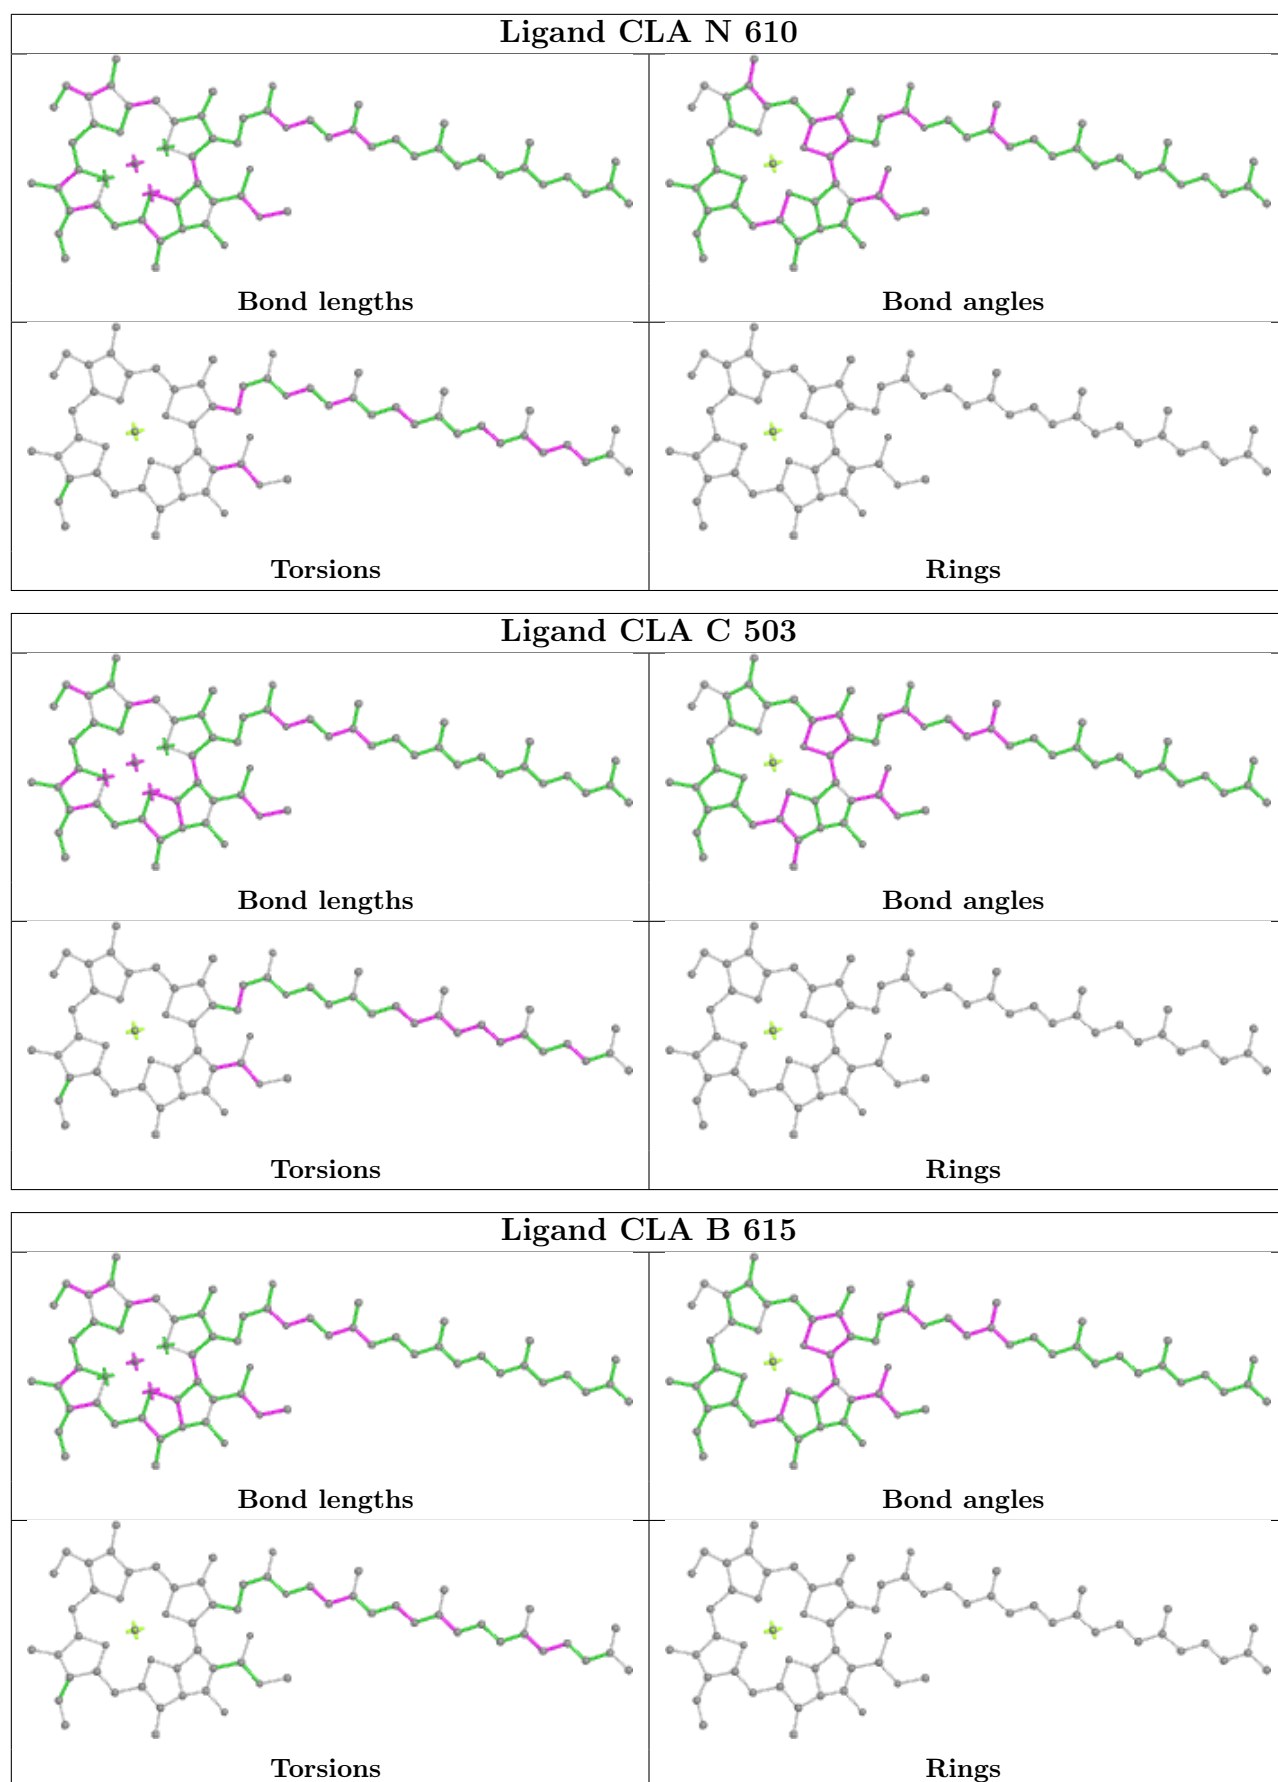 Ligand CLA N 610
Bond lengths
Bond angles
Torsions
Rings
Ligand CLA C 503
Bond lengths
Bond angles
Torsions
Rings
Ligand CLA B 615
Bond lengths
Bond angles
Torsions
Rings